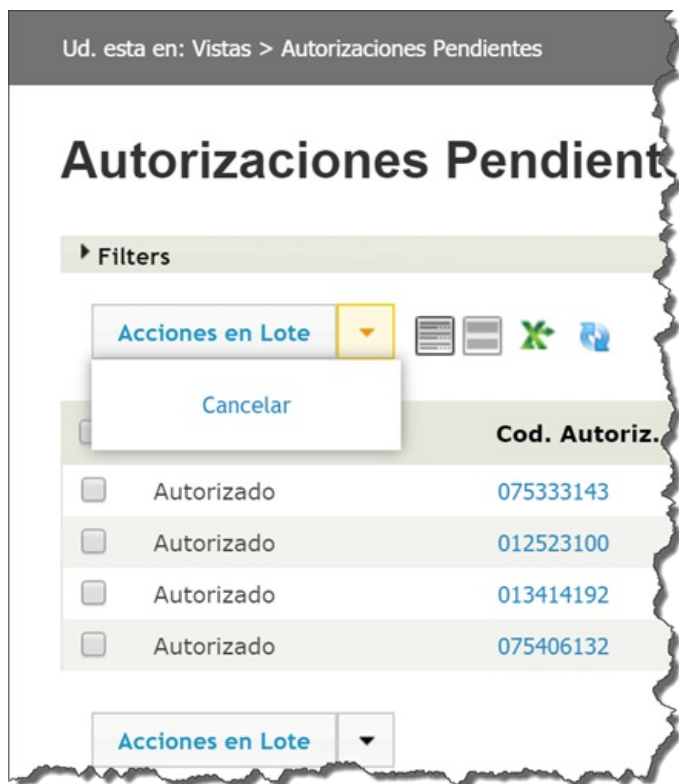 Ud. esta en: Vistas > Autorizaciones Pendientes
Autorizaciones Pendient
Filters
Acciones en Lote
Cancelar
Cod. Autoriz.
Autorizado 075333143
Autorizado 012523100
Autorizado 013414192
Autorizado 075406132
Acciones en Lote